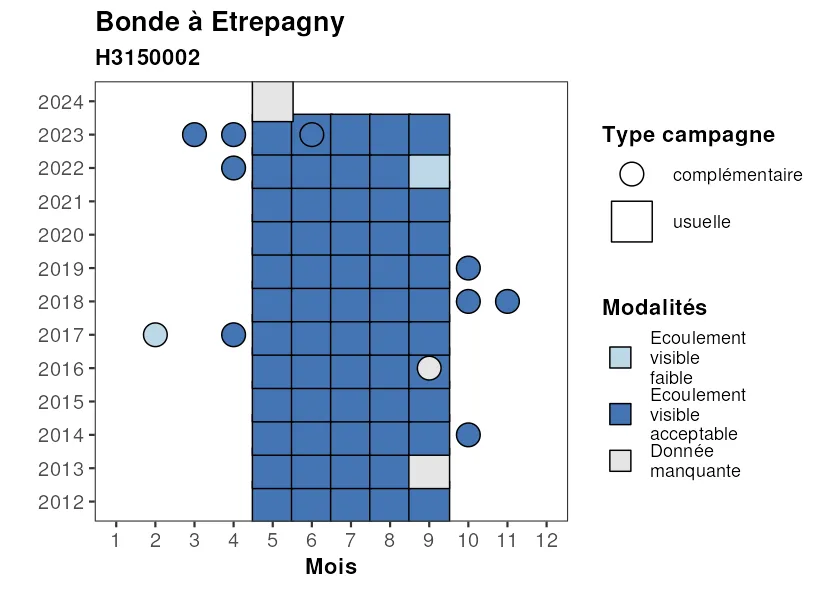 Bonde à Etrepagny
H3150002
2024
2023
2022
2021
2020
2019
2018
2017
2016
2015
2014
2013
2012
1 2 3 4 5 6 7 8 9 10 11 12
Mois
Type campagne
complémentaire
usuelle
Modalités
Ecoulement
visible
faible
Ecoulement
visible
acceptable
Donnée
manquante